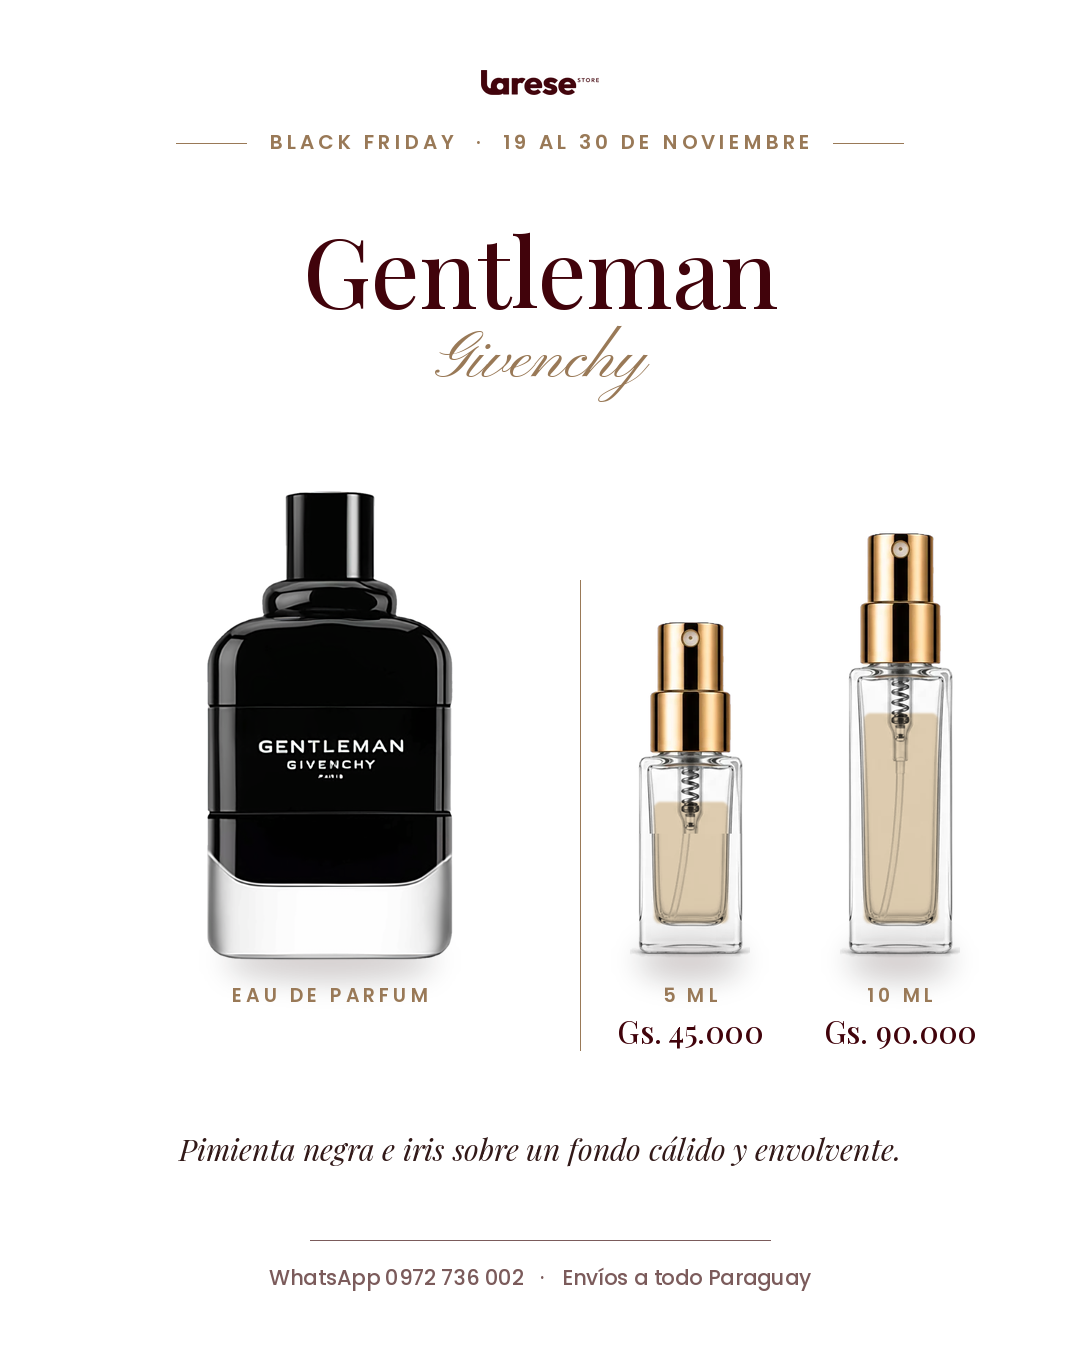 larese STORE
BLACK FRIDAY · 19 AL 30 DE NOVIEMBRE
Gentleman
Givenchy
GENTLEMAN
GIVENCHY
PARIS
EAU DE PARFUM
5 ML
Gs. 45.000
10 ML
Gs. 90.000
Pimienta negra e iris sobre un fondo cálido y envolvente.
WhatsApp 0972 736 002 · Envíos a todo Paraguay